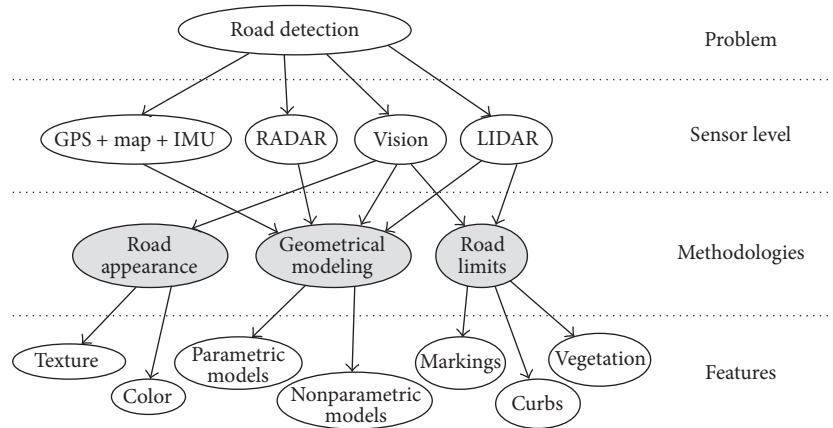 Road detection
Problem
GPS + map + IMU
RADAR
Vision
LIDAR
Sensor level
Road
appearance
Geometrical
modeling
Road
limits
Methodologies
Texture
Color
Parametric
models
Nonparametric
models
Markings
Curbs
Vegetation
Features